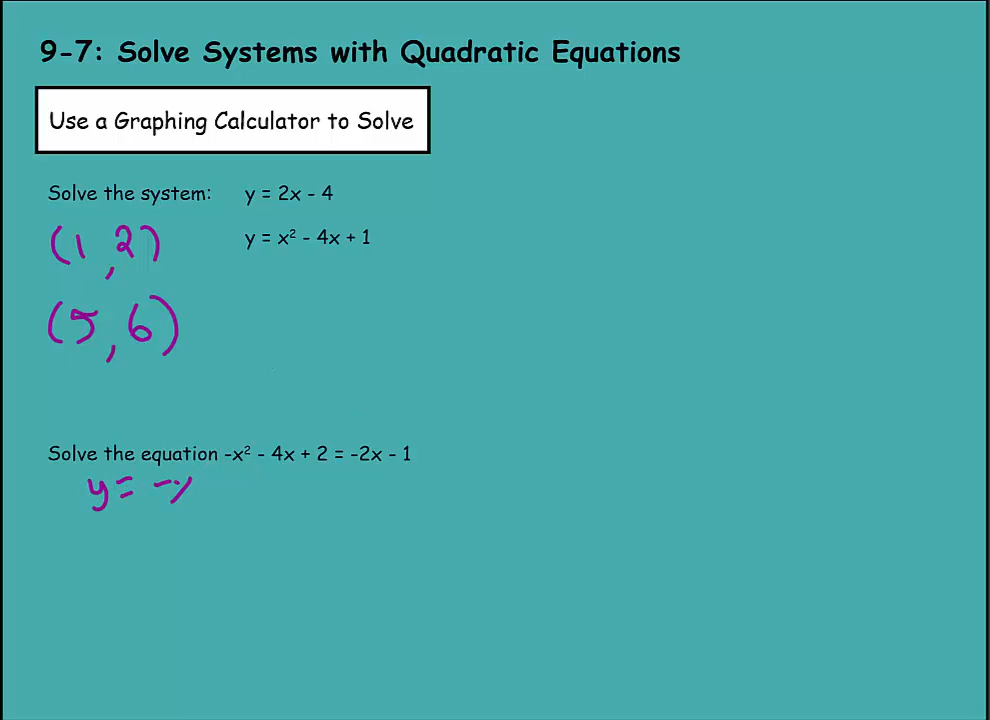 9-7: Solve Systems with Quadratic Equations
Use a Graphing Calculator to Solve
Solve the system: y = 2x - 4
(1, 2) y = x² - 4x + 1
(5, 6)
Solve the equation -x² - 4x + 2 = -2x - 1
y = -